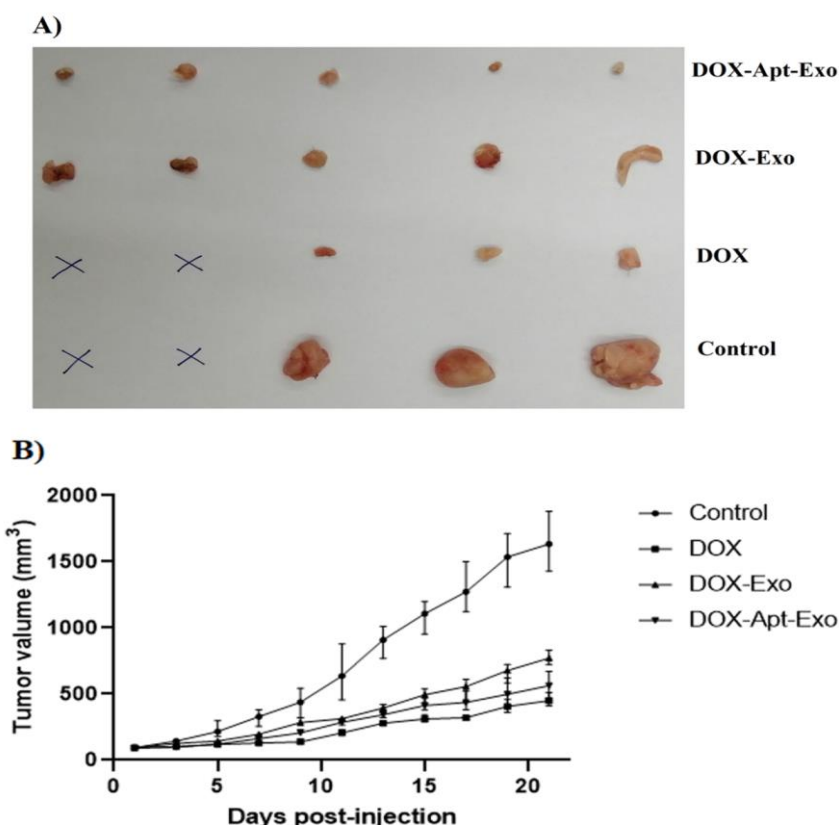 A)
DOX-Apt-Exo
DOX-Exo
DOX
Control
B)
2000
1500
1000
500
0
Tumor valume (mm³)
0 5 10 15 20
Days post-injection
Control
DOX
DOX-Exo
DOX-Apt-Exo